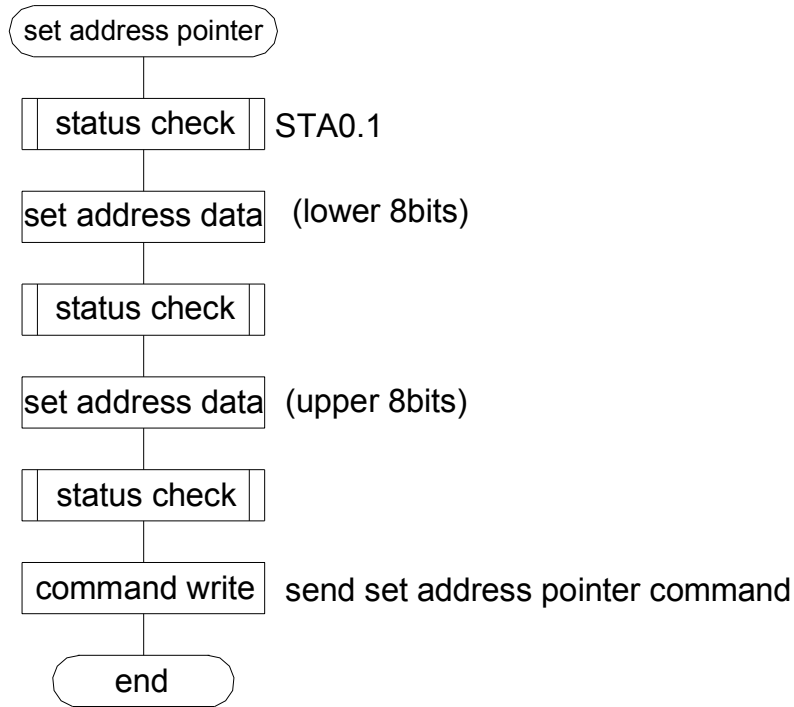 set address pointer
status check STA0.1
set address data (lower 8bits)
status check
set address data (upper 8bits)
status check
command write send set address pointer command
end